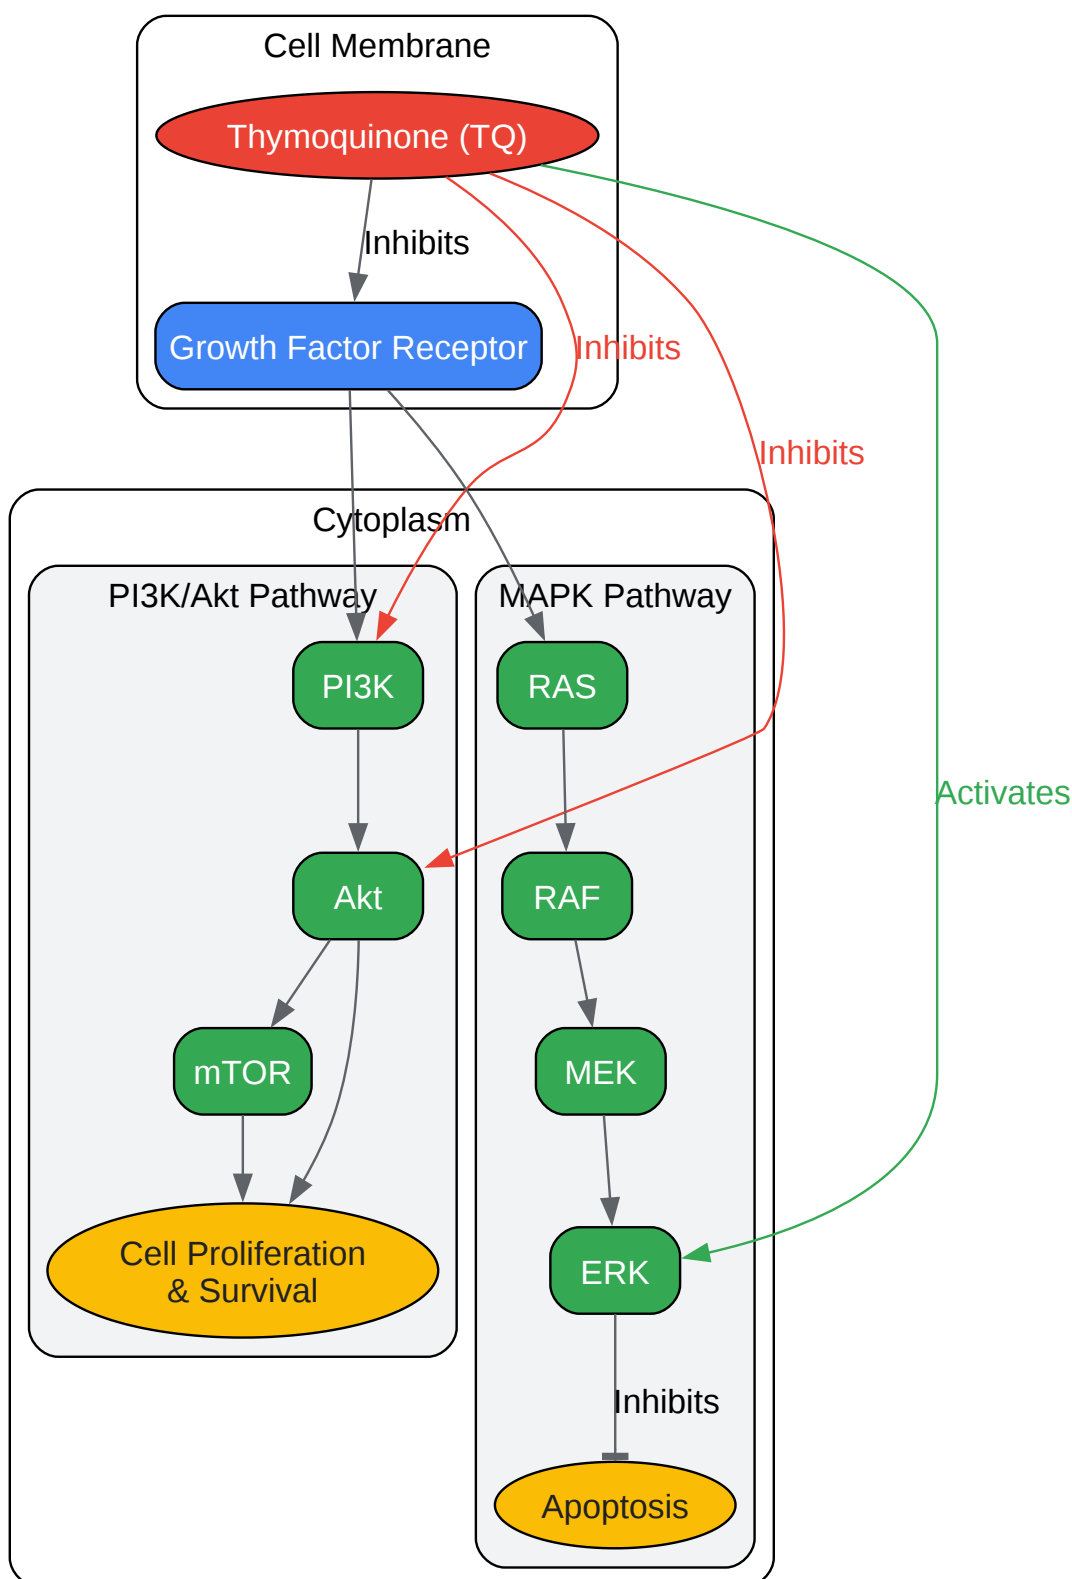 Cell Membrane
Thymoquinone (TQ)
Inhibits
Growth Factor Receptor
Inhibits
Inhibits
Cytoplasm
PI3K/Akt Pathway
MAPK Pathway
PI3K
RAS
Activates
Akt
RAF
mTOR
MEK
Cell Proliferation
& Survival
ERK
Inhibits
Apoptosis